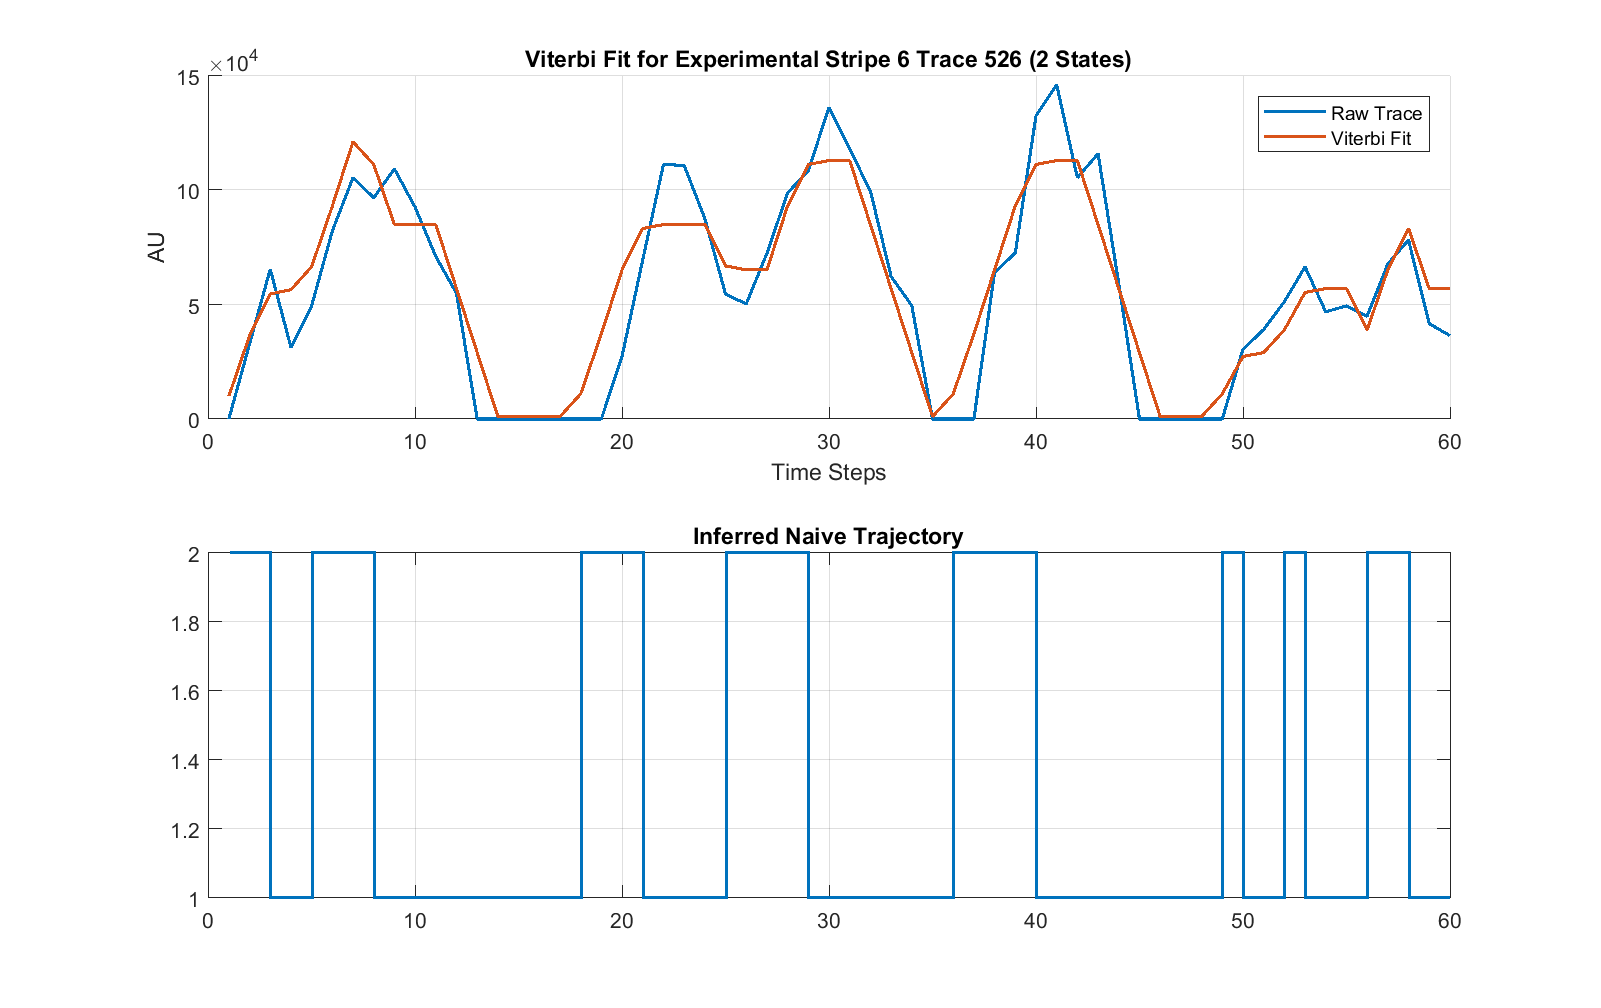 Viterbi Fit for Experimental Stripe 6 Trace 526 (2 States)
×10⁴
15
10
5
0
AU
Raw Trace
Viterbi Fit
0 10 20 30 40 50 60
Time Steps
Inferred Naive Trajectory
2
1.8
1.6
1.4
1.2
1
0 10 20 30 40 50 60